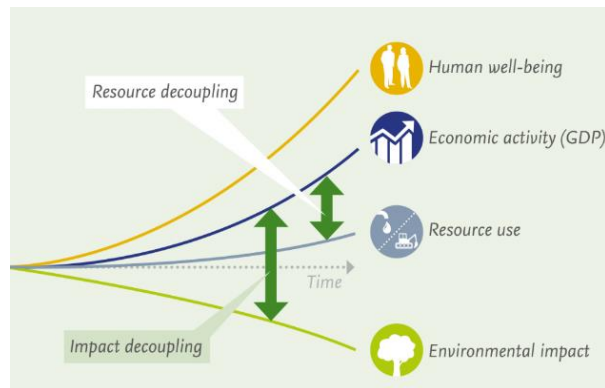 Human well-being
Resource decoupling
Economic activity (GDP)
Resource use
Time
Impact decoupling
Environmental impact